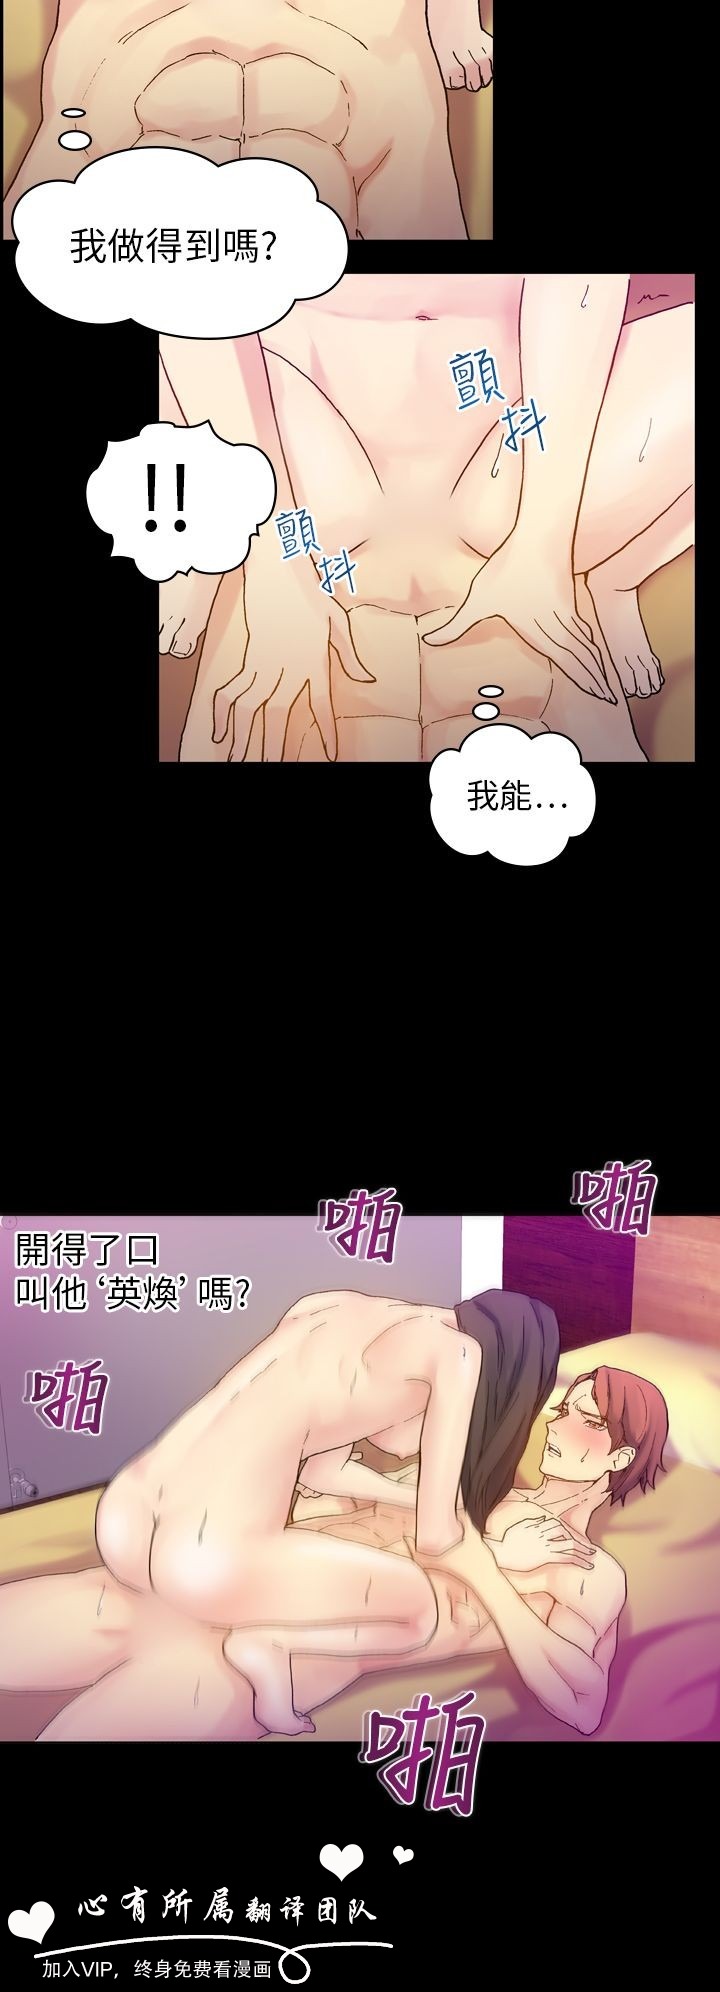 我做得到嗎?
顫抖
!!
顫抖
我能...
啪
啪
開得了口
叫他‘英煥’嗎?
啪
啪
心有所属翻译团队
加入VIP，终身免费看漫画